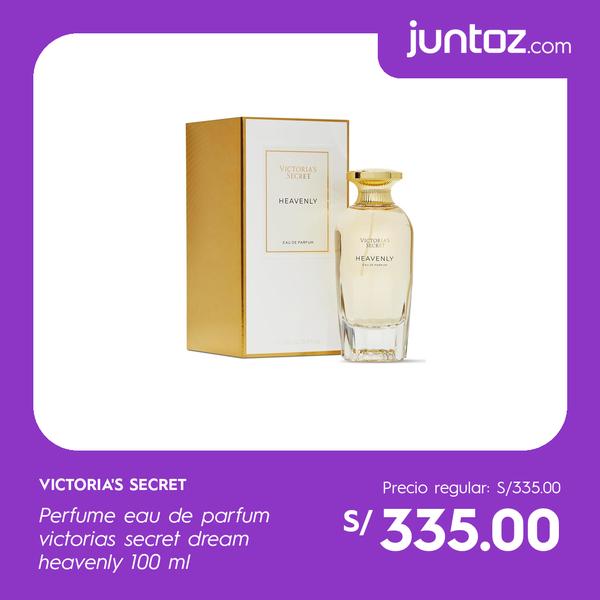 juntoz.com
VICTORIA'S
SECRET
HEAVENLY
EAU DE PARFUM
VICTORIA'S
SECRET
HEAVENLY
EAU DE PARFUM
VICTORIA'S SECRET
Perfume eau de parfum
victorias secret dream
heavenly 100 ml
Precio regular: S/335.00
S/ 335.00